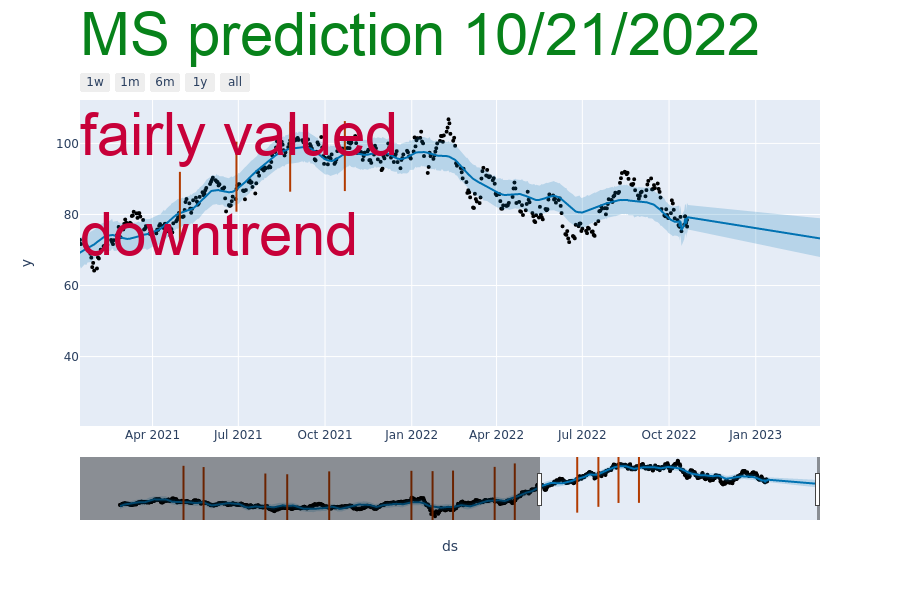 MS prediction 10/21/2022
1w 1m 6m 1y all
fairly valued
downtrend
100
80
60
40
y
Apr 2021 Jul 2021 Oct 2021 Jan 2022 Apr 2022 Jul 2022 Oct 2022 Jan 2023
ds